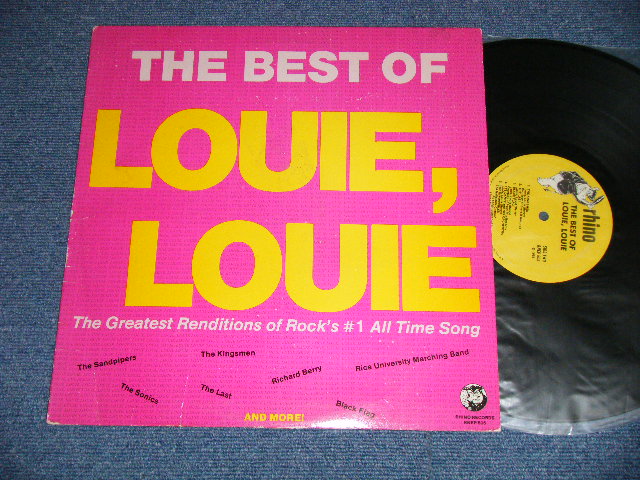 THE BEST OF
LOUIE,
LOUIE
The Greatest Renditions of Rock's #1 All Time Song
The Sandpipers
The Kingsmen
Richard Berry
Rice University Marching Band
The Sonics
The Last
Black Flag
AND MORE!
RHINO RECORDS
rhino
THE BEST OF
LOUIE, LOUIE